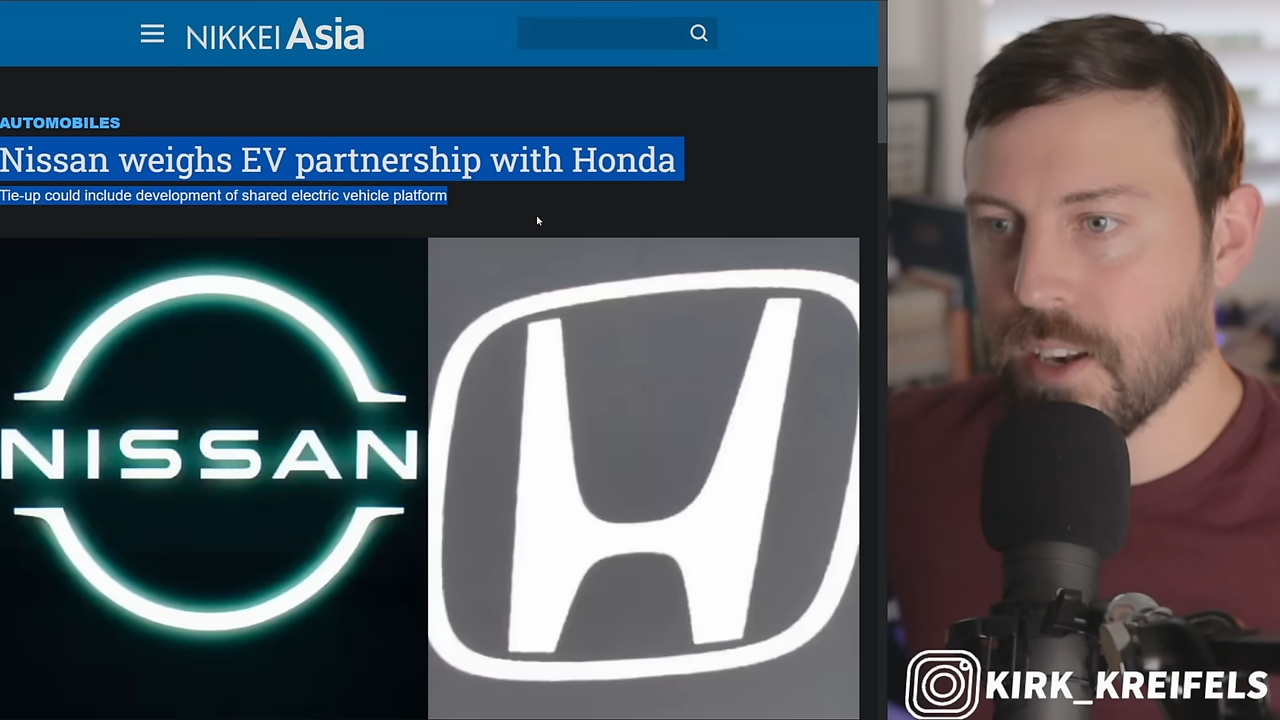 NIKKEI Asia
AUTOMOBILES
Nissan weighs EV partnership with Honda
Tie-up could include development of shared electric vehicle platform
NISSAN
KIRK_KREIFELS